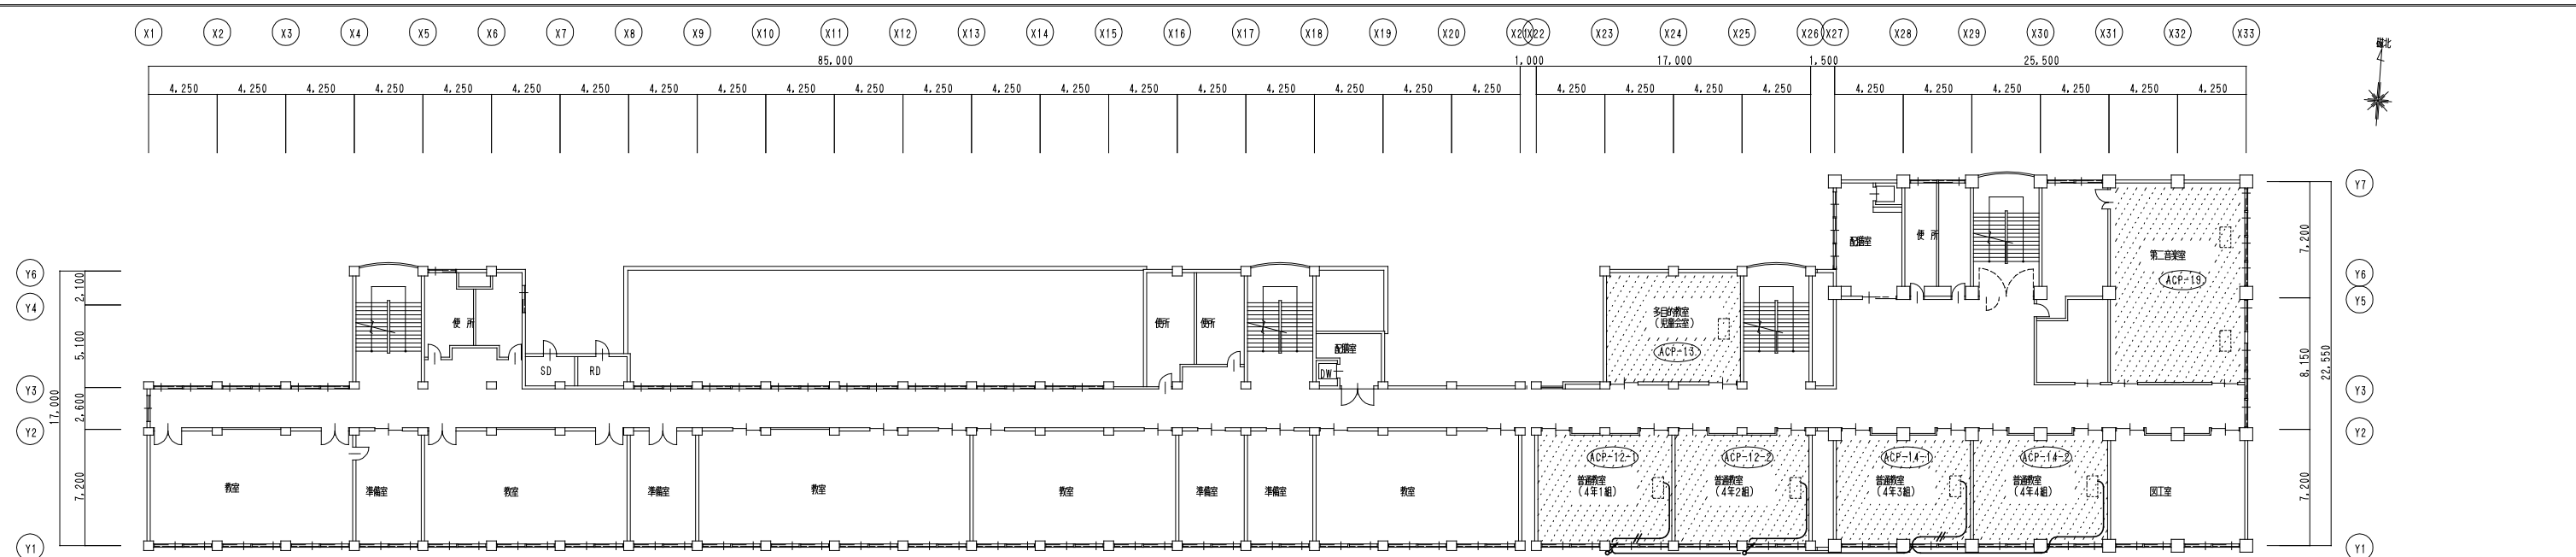 X1 X2 X3 X4 X5 X6 X7 X8 X9 X10 X11 X12 X13 X14 X15 X16 X17 X18 X19 X20 X21 X22 X23 X24 X25 X26 X27 X28 X29 X30 X31 X32 X33
磁北
85,000 1,000 17,000 1,500 25,500
4,250 4,250 4,250 4,250 4,250 4,250 4,250 4,250 4,250 4,250 4,250 4,250 4,250 4,250 4,250 4,250 4,250 4,250 4,250 4,250 4,250 4,250 4,250 4,250 4,250 4,250 4,250 4,250 4,250 4,250
Y7
7,200
22,550
配膳室
便 所
第二音楽室
ACP-19
Y6
Y4
2,100
Y6
Y5
5,100
17,000
便 所
便所
便所
多目的教室
(児童会室)
ACP-13
配膳室
DW
SD
RD
8,150
Y3
Y3
2,600
Y2
Y2
ACP-12-1
ACP-12-2
ACP-14-1
ACP-14-2
7,200
教室
準備室
教室
準備室
教室
教室
準備室
準備室
教室
普通教室
(4年1組)
普通教室
(4年2組)
普通教室
(4年3組)
普通教室
(4年4組)
図工室
7,200
Y1
Y1